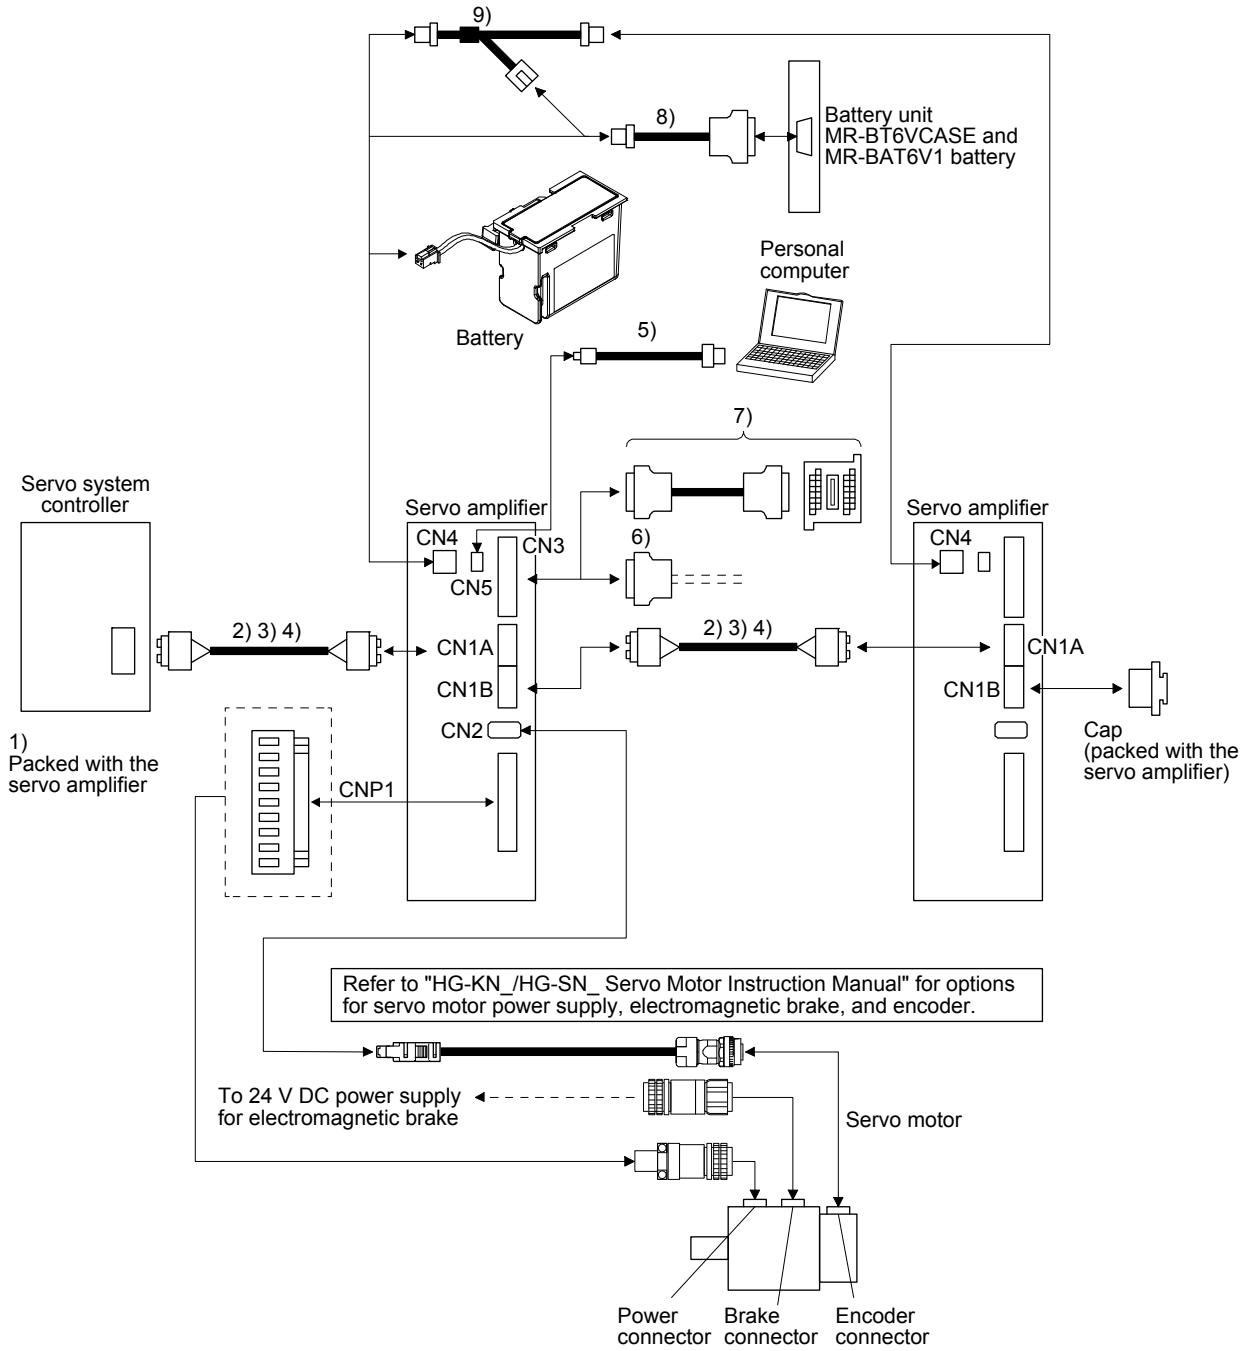 9)
8)
Battery unit
MR-BT6VCASE and
MR-BAT6V1 battery
Personal
computer
Battery
5)
7)
Servo system
controller
Servo amplifier
Servo amplifier
CN4
CN3
CN5
6)
CN4
2) 3) 4)
CN1A
2) 3) 4)
CN1A
CN1B
CN1B
CN2
1)
Packed with the
servo amplifier
Cap
(packed with the
servo amplifier)
CNP1
Refer to "HG-KN_/HG-SN_ Servo Motor Instruction Manual" for options
for servo motor power supply, electromagnetic brake, and encoder.
To 24 V DC power supply
for electromagnetic brake
Servo motor
Power
connector
Brake
connector
Encoder
connector